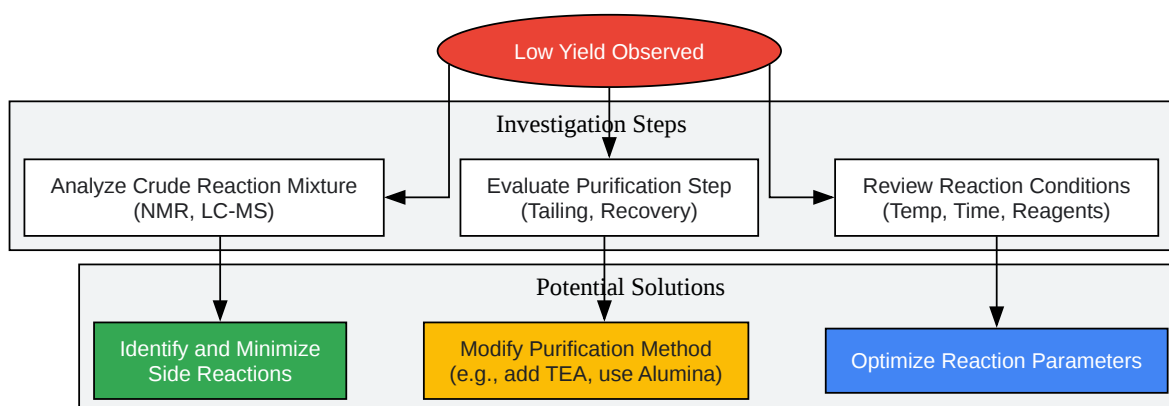 Low Yield Observed
Investigation Steps
Analyze Crude Reaction Mixture
(NMR, LC-MS)
Evaluate Purification Step
(Tailing, Recovery)
Review Reaction Conditions
(Temp, Time, Reagents)
Potential Solutions
Identify and Minimize
Side Reactions
Modify Purification Method
(e.g., add TEA, use Alumina)
Optimize Reaction Parameters